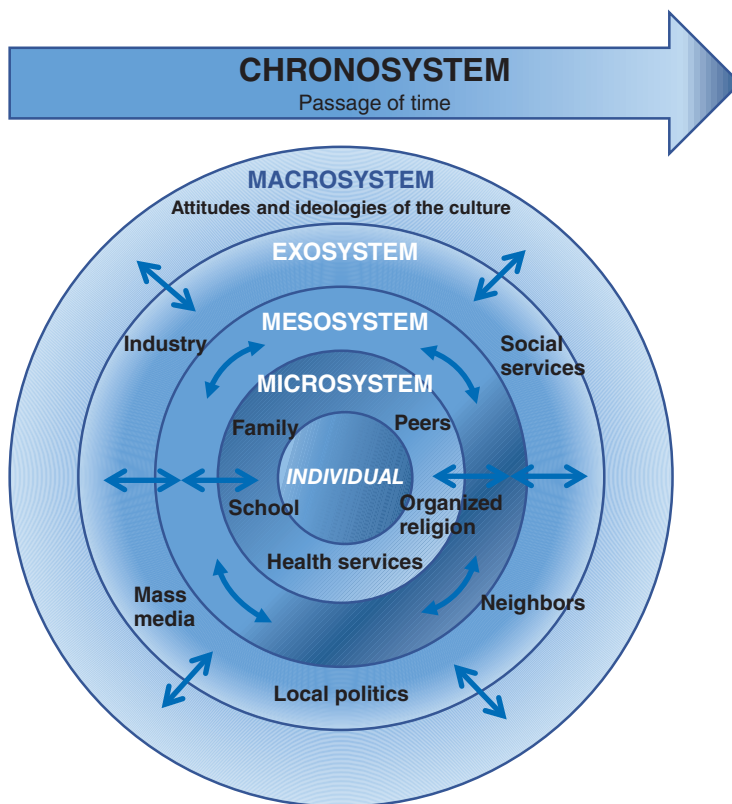 CHRONOSYSTEM
Passage of time
MACROSYSTEM
Attitudes and ideologies of the culture
EXOSYSTEM
MESOSYSTEM
Industry
Social
services
MICROSYSTEM
Family
Peers
INDIVIDUAL
School
Organized
religion
Health services
Mass
media
Neighbors
Local politics